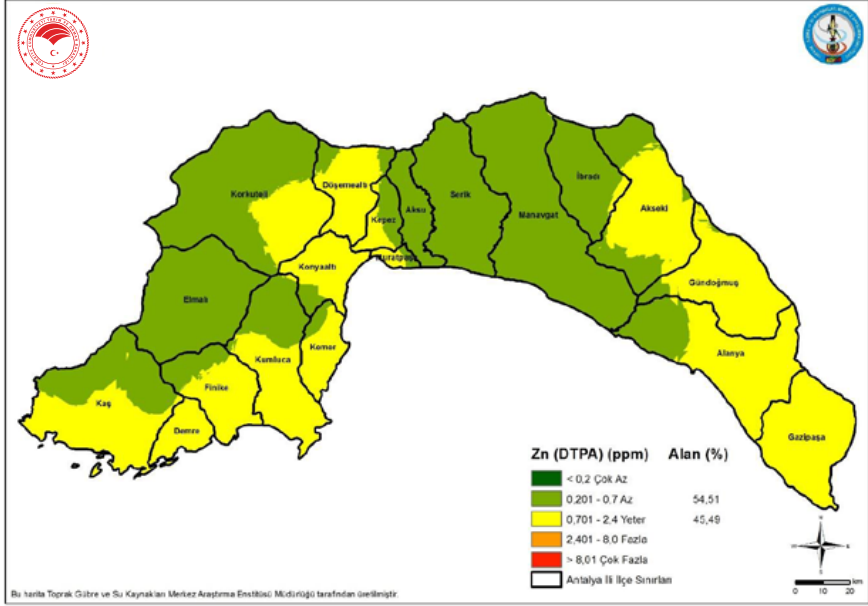 Korkuteli
Döşemealtı
Kepez
Aksu
Serik
Manavgat
İbradı
Akseki
Muratpaşa
Konyaaltı
Gündoğmuş
Elmalı
Alanya
Kumluca
Kemer
Finike
Kaş
Demre
Gazipaşa
Zn (DTPA) (ppm) Alan (%)
< 0,2 Çok Az
0,201 - 0,7 Az 54,51
0,701 - 2,4 Yeter 45,49
2,401 - 8,0 Fazla
> 8,01 Çok Fazla
Antalya İli İlçe Sınırları
km
0 10 20
Bu harita Toprak Gübre ve Su Kaynakları Merkez Araştırma Enstitüsü Müdürlüğü tarafından üretilmiştir.